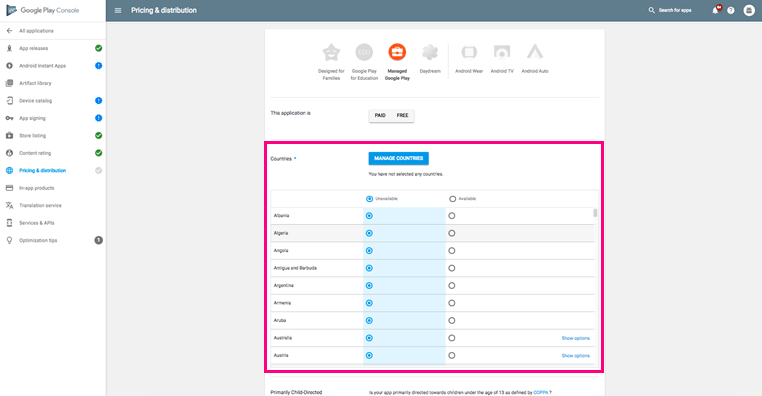 Google Play Console
Pricing & distribution
Search for apps
All applications
App releases
Android Instant Apps
Artifact library
Device catalog
App signing
Store listing
Content rating
Pricing & distribution
In-app products
Translation service
Services & APIs
Optimization tips
1
Designed for
Families
Google Play
for Education
Managed
Google Play
Daydream
Android Wear
Android TV
Android Auto
This application is
PAID
FREE
Countries *
MANAGE COUNTRIES
You have not selected any countries.
Unavailable
Available
Albania
Algeria
Angola
Antigua and Barbuda
Argentina
Armenia
Aruba
Australia
Show options
Austria
Show options
Primarily Child-Directed
Is your app primarily directed towards children under the age of 13 as defined by COPPA ?